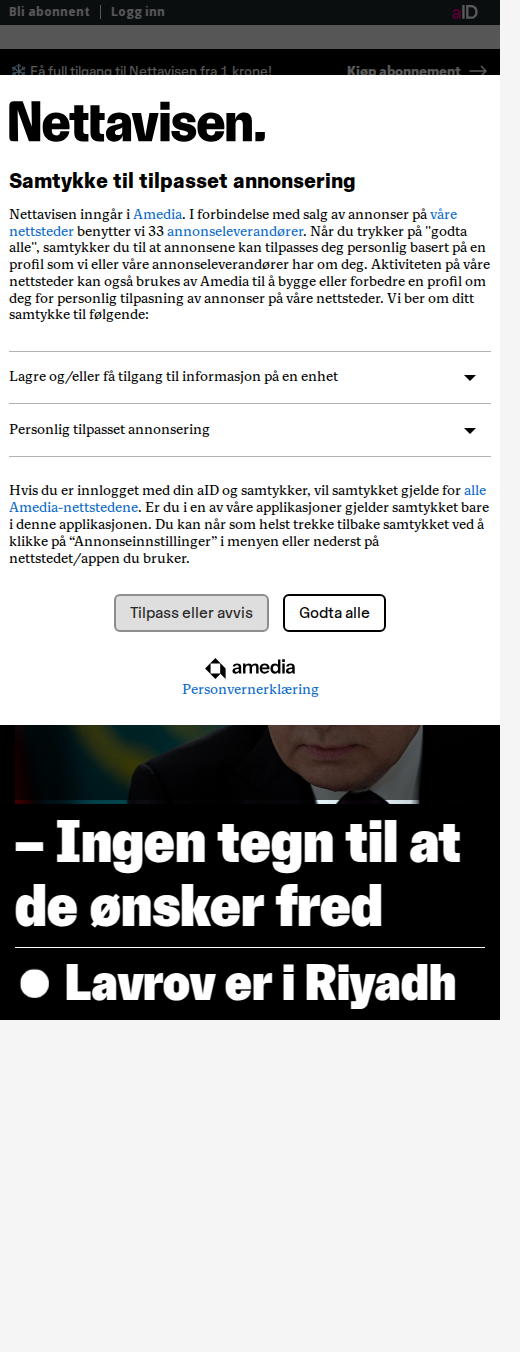 Bli abonnent | Logg inn aID
Få full tilgang til Nettavisen fra 1 krone! Kjøp abonnement
Nettavisen.
Samtykke til tilpasset annonsering
Nettavisen inngår i Amedia. I forbindelse med salg av annonser på våre
nettsteder benytter vi 33 annonseleverandører. Når du trykker på "godta
alle", samtykker du til at annonsene kan tilpasses deg personlig basert på en
profil som vi eller våre annonseleverandører har om deg. Aktiviteten på våre
nettsteder kan også brukes av Amedia til å bygge eller forbedre en profil om
deg for personlig tilpasning av annonser på våre nettsteder. Vi ber om ditt
samtykke til følgende:
Lagre og/eller få tilgang til informasjon på en enhet
Personlig tilpasset annonsering
Hvis du er innlogget med din aID og samtykker, vil samtykket gjelde for alle
Amedia-nettstedene. Er du i en av våre applikasjoner gjelder samtykket bare
i denne applikasjonen. Du kan når som helst trekke tilbake samtykket ved å
klikke på “Annonseinnstillinger” i menyen eller nederst på
nettstedet/appen du bruker.
Tilpass eller avvis Godta alle
amedia
Personvernerklæring
– Ingen tegn til at
de ønsker fred
● Lavrov er i Riyadh